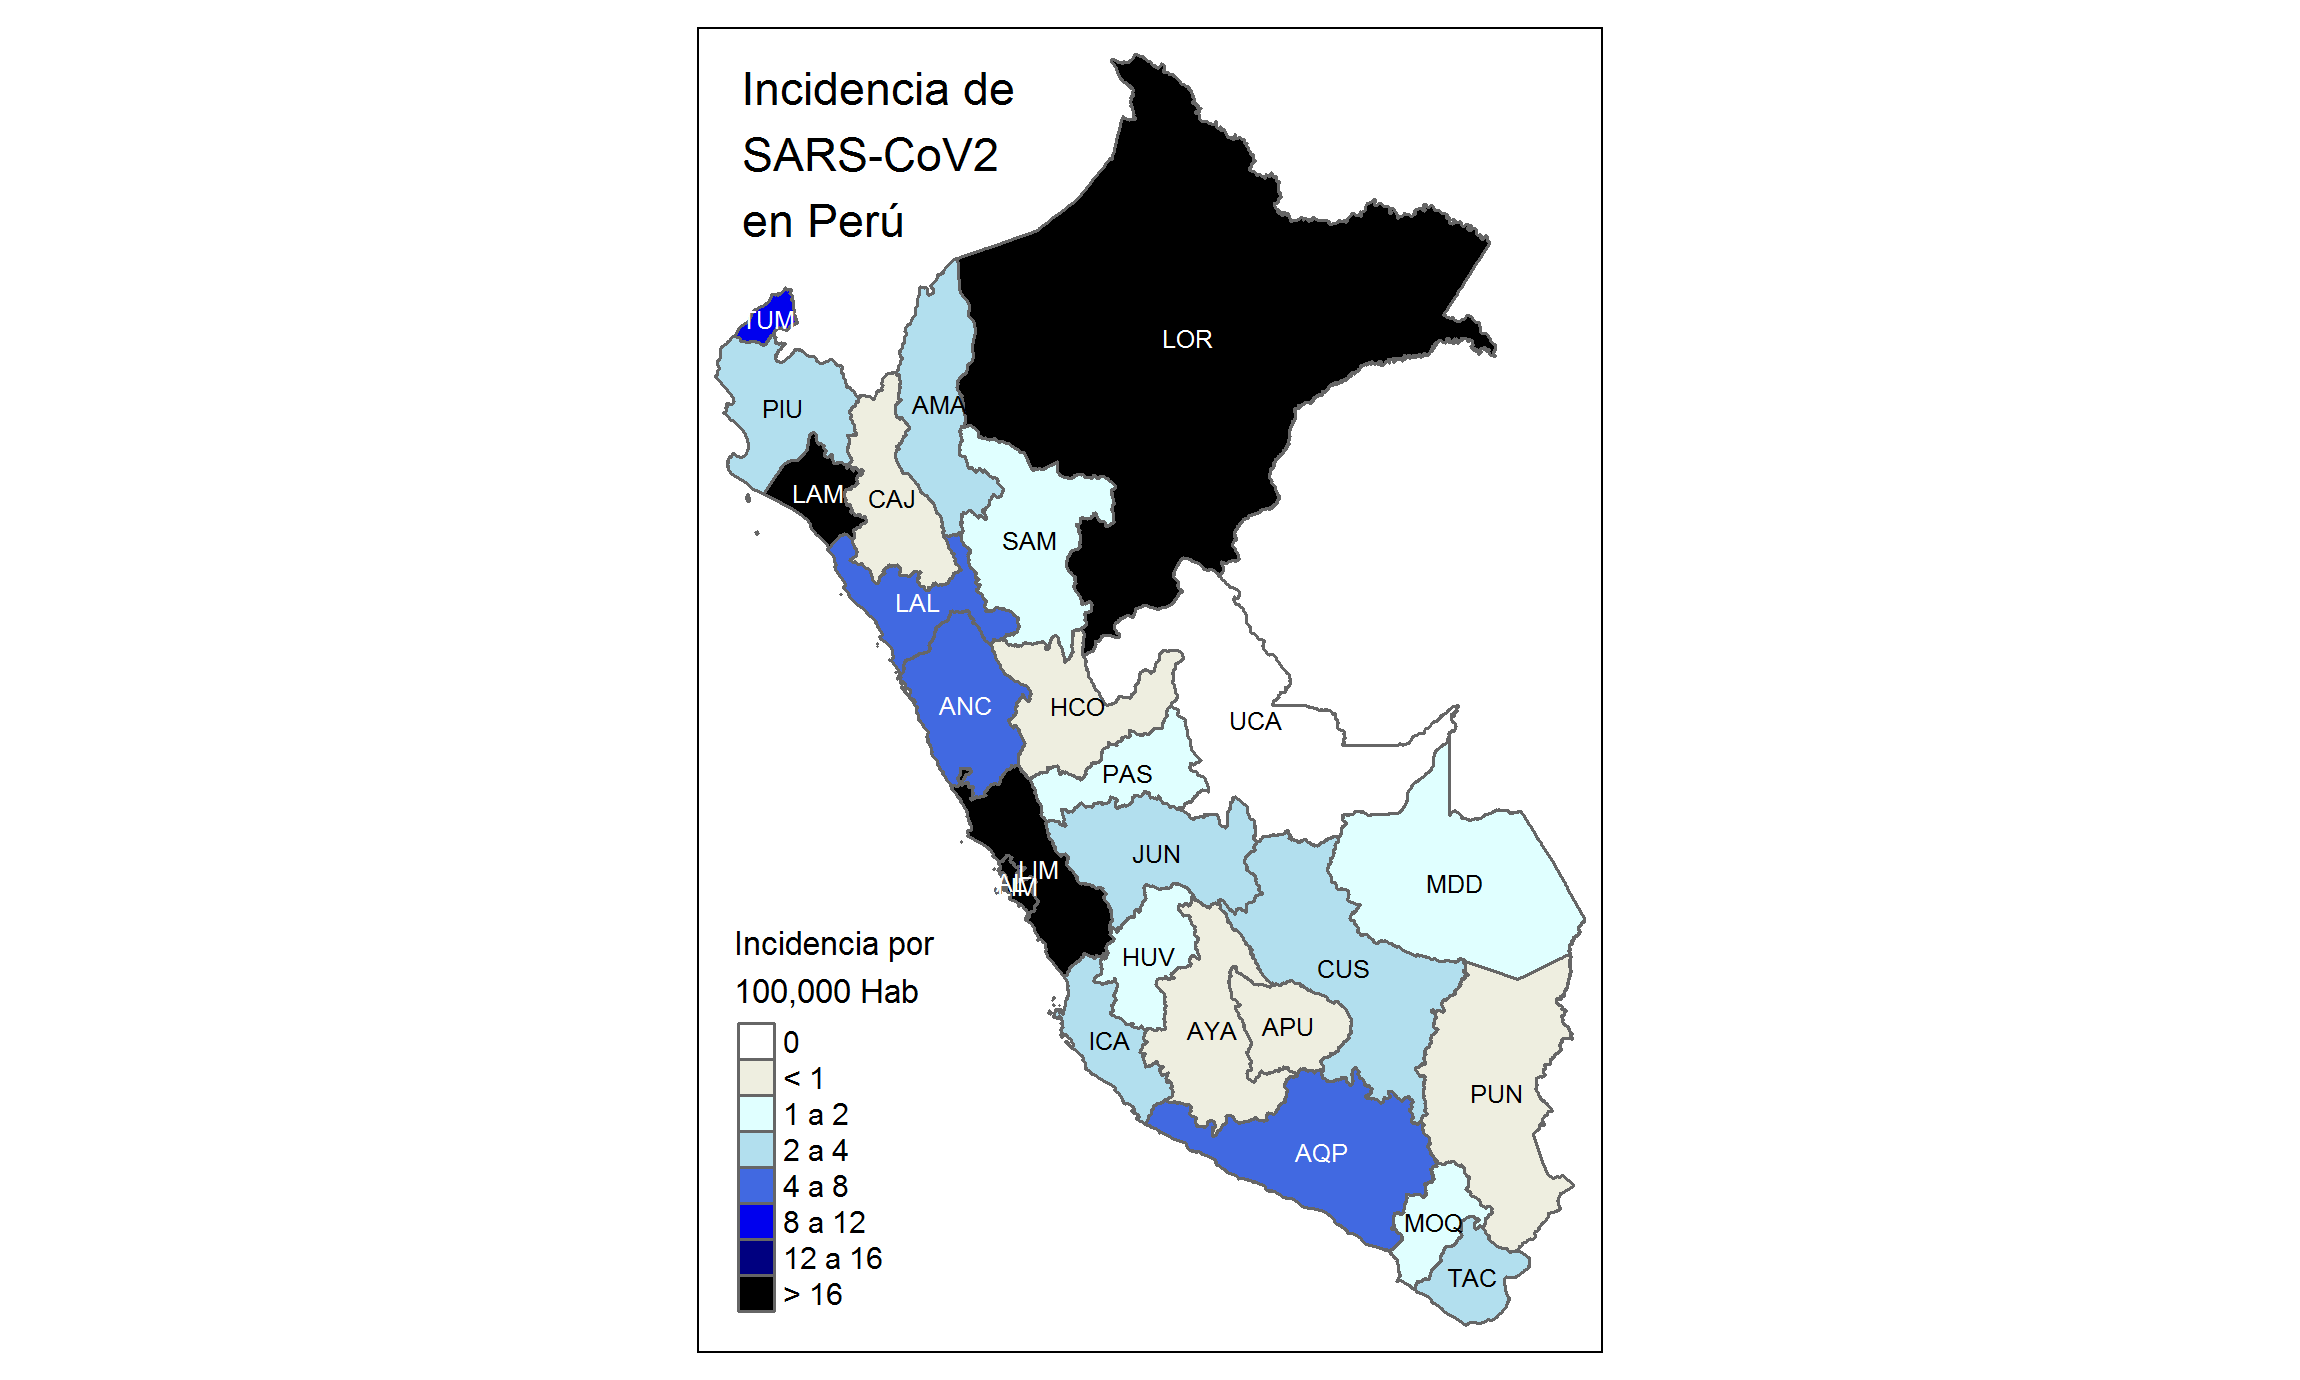 Incidencia de
SARS-CoV2
en Perú
TUM
LOR
PIU
AMA
LAM
CAJ
SAM
LAL
ANC
HCO
UCA
PAS
JUN
LIM
MDD
HUV
CUS
ICA
AYA
APU
PUN
AQP
MOQ
TAC
Incidencia por
100,000 Hab
0
< 1
1 a 2
2 a 4
4 a 8
8 a 12
12 a 16
> 16